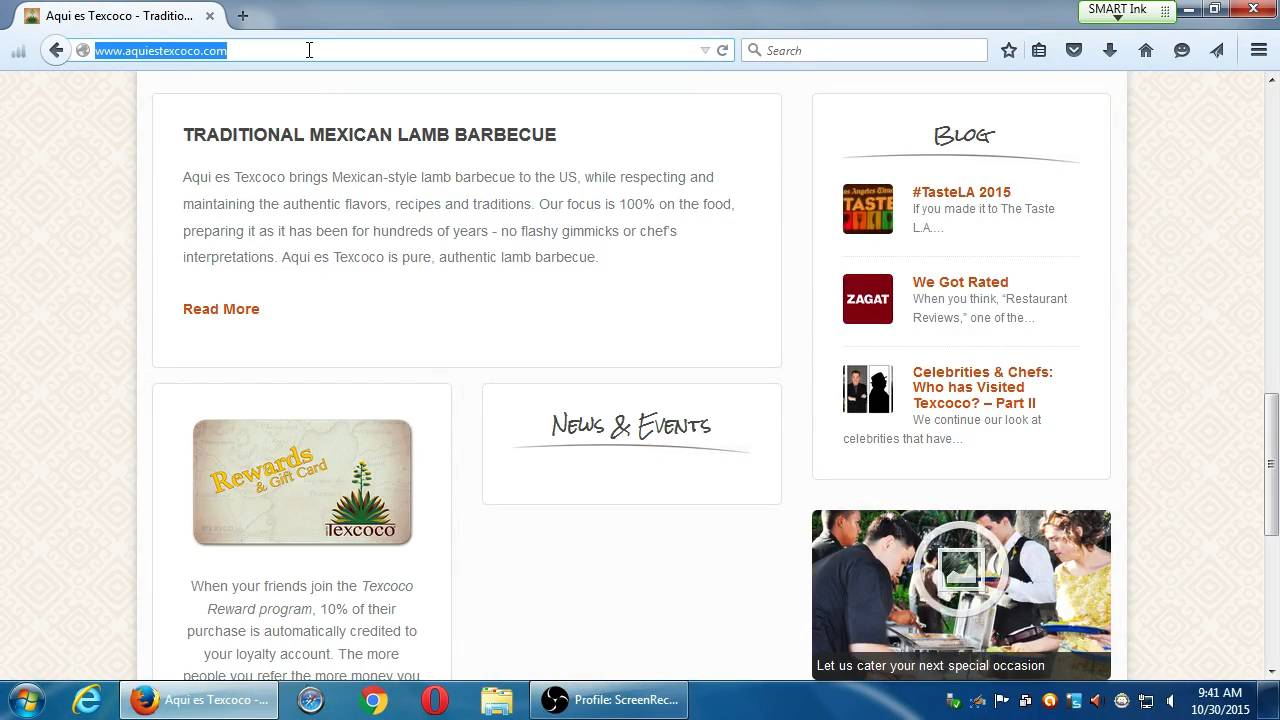 Aqui es Texcoco - Traditio...
SMART Ink
www.aquiestexcoco.com
Search
TRADITIONAL MEXICAN LAMB BARBECUE
Aqui es Texcoco brings Mexican-style lamb barbecue to the US, while respecting and
maintaining the authentic flavors, recipes and traditions. Our focus is 100% on the food,
preparing it as it has been for hundreds of years - no flashy gimmicks or chef's
interpretations. Aqui es Texcoco is pure, authentic lamb barbecue.
Read More
Blog
Los Angeles Times
TASTE
#TasteLA 2015
If you made it to The Taste
L.A.…
ZAGAT
We Got Rated
When you think, “Restaurant
Reviews,” one of the…
Celebrities & Chefs:
Who has Visited
Texcoco? – Part II
We continue our look at
celebrities that have…
Rewards
& Gift Card
Texcoco
News & Events
When your friends join the Texcoco
Reward program, 10% of their
purchase is automatically credited to
your loyalty account. The more
people you refer the more money you
Let us cater your next special occasion
Aqui es Texcoco -...
Profile: ScreenRec...
9:41 AM
10/30/2015